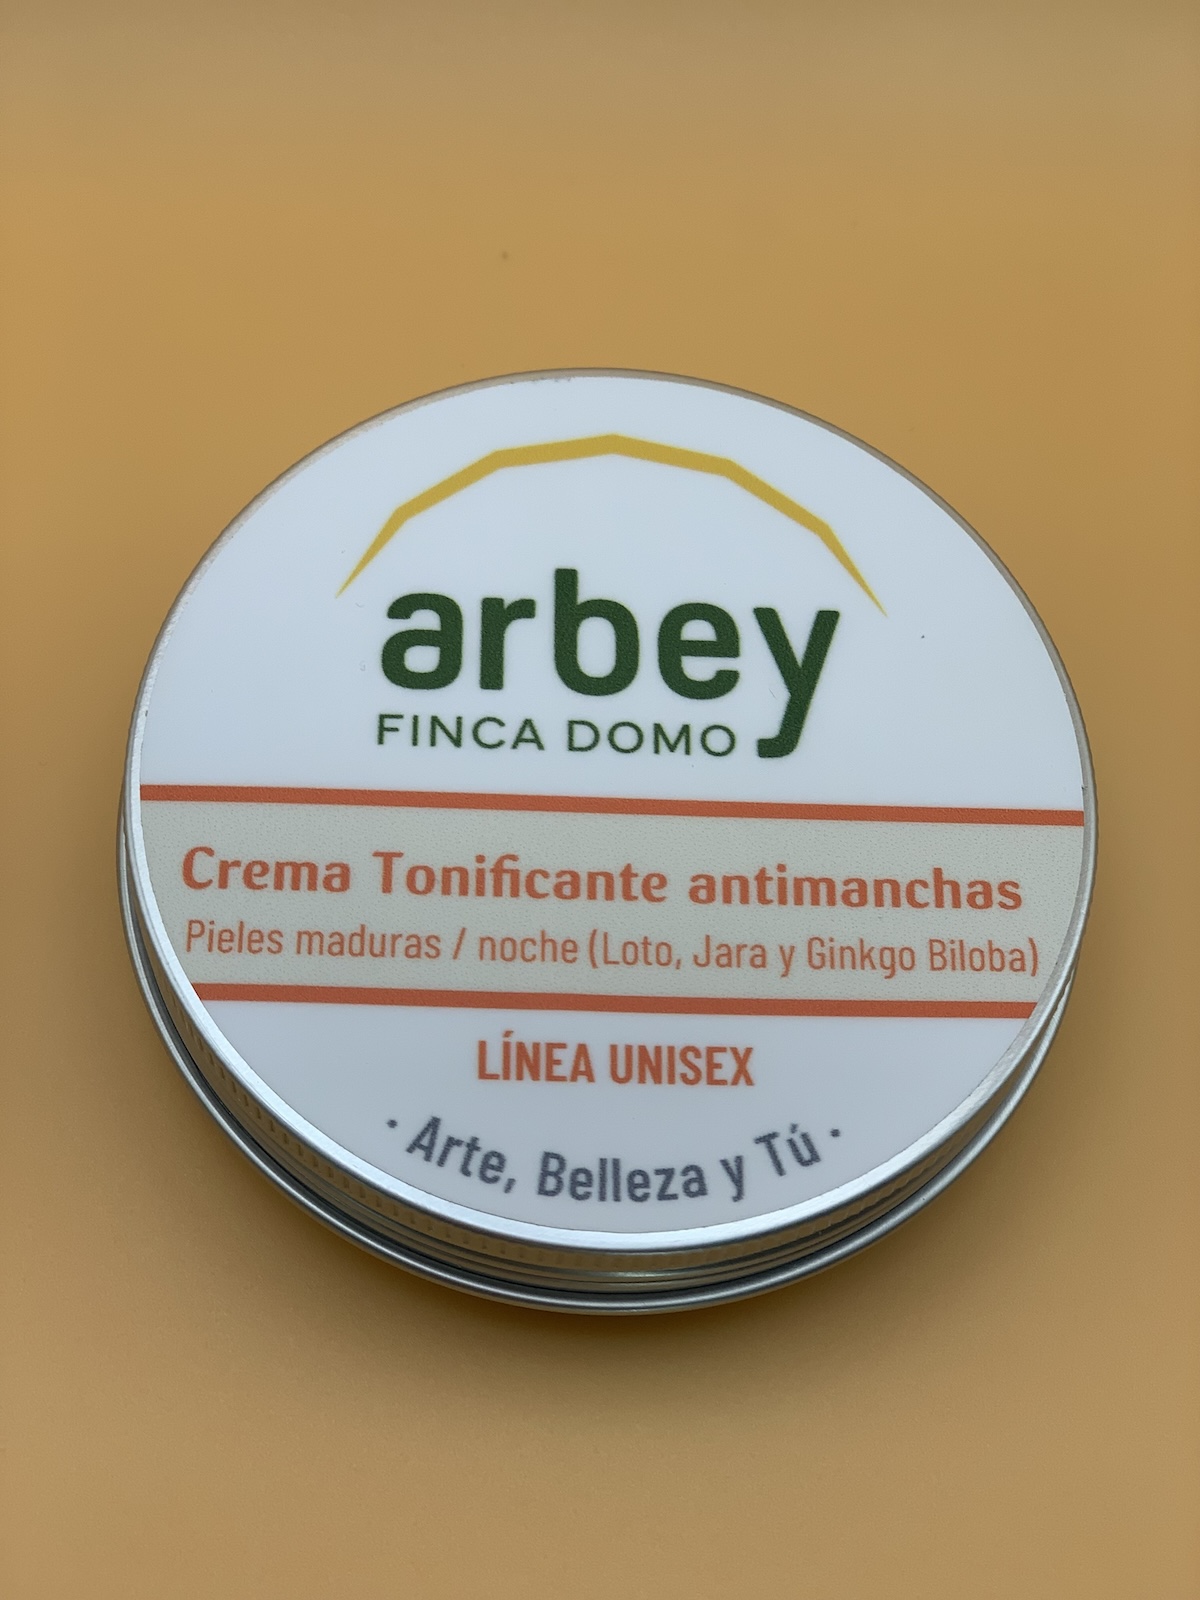 arbey
FINCA DOMO
Crema Tonificante antimanchas
Pieles maduras / noche (Loto, Jara y Ginkgo Biloba)
LÍNEA UNISEX
· Arte, Belleza y Tú ·